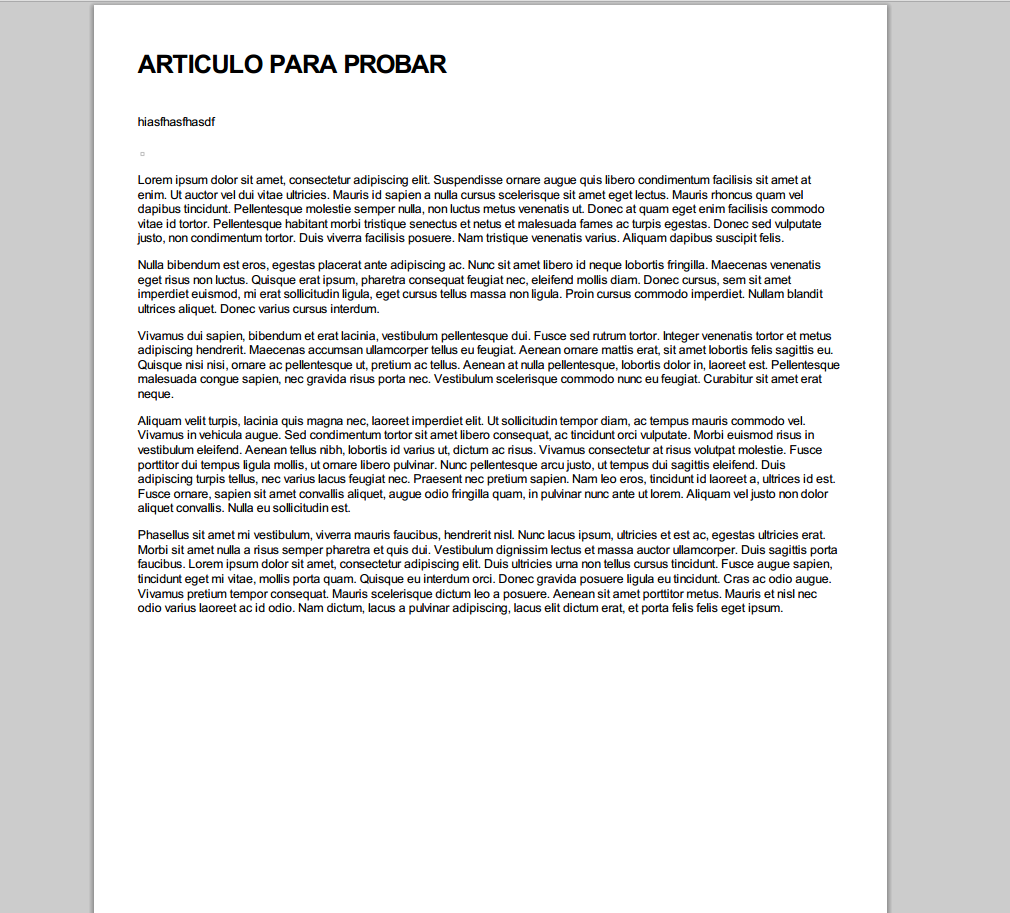 ARTICULO PARA PROBAR
hiasfhasfhasdf
Lorem ipsum dolor sit amet, consectetur adipiscing elit. Suspendisse ornare augue quis libero condimentum facilisis sit amet at
enim. Ut auctor vel dui vitae ultricies. Mauris id sapien a nulla cursus scelerisque sit amet eget lectus. Mauris rhoncus quam vel
dapibus tincidunt. Pellentesque molestie semper nulla, non luctus metus venenatis ut. Donec at quam eget enim facilisis commodo
vitae id tortor. Pellentesque habitant morbi tristique senectus et netus et malesuada fames ac turpis egestas. Donec sed vulputate
justo, non condimentum tortor. Duis viverra facilisis posuere. Nam tristique venenatis varius. Aliquam dapibus suscipit felis.
Nulla bibendum est eros, egestas placerat ante adipiscing ac. Nunc sit amet libero id neque lobortis fringilla. Maecenas venenatis
eget risus non luctus. Quisque erat ipsum, pharetra consequat feugiat nec, eleifend mollis diam. Donec cursus, sem sit amet
imperdiet euismod, mi erat sollicitudin ligula, eget cursus tellus massa non ligula. Proin cursus commodo imperdiet. Nullam blandit
ultrices aliquet. Donec varius cursus interdum.
Vivamus dui sapien, bibendum et erat lacinia, vestibulum pellentesque dui. Fusce sed rutrum tortor. Integer venenatis tortor et metus
adipiscing hendrerit. Maecenas accumsan ullamcorper tellus eu feugiat. Aenean ornare mattis erat, sit amet lobortis felis sagittis eu.
Quisque nisi nisi, ornare ac pellentesque ut, pretium ac tellus. Aenean at nulla pellentesque, lobortis dolor in, laoreet est. Pellentesque
malesuada congue sapien, nec gravida risus porta nec. Vestibulum scelerisque commodo nunc eu feugiat. Curabitur sit amet erat
neque.
Aliquam velit turpis, lacinia quis magna nec, laoreet imperdiet elit. Ut sollicitudin tempor diam, ac tempus mauris commodo vel.
Vivamus in vehicula augue. Sed condimentum tortor sit amet libero consequat, ac tincidunt orci vulputate. Morbi euismod risus in
vestibulum eleifend. Aenean tellus nibh, lobortis id varius ut, dictum ac risus. Vivamus consectetur at risus volutpat molestie. Fusce
porttitor dui tempus ligula mollis, ut ornare libero pulvinar. Nunc pellentesque arcu justo, ut tempus dui sagittis eleifend. Duis
adipiscing turpis tellus, nec varius lacus feugiat nec. Praesent nec pretium sapien. Nam leo eros, tincidunt id laoreet a, ultrices id est.
Fusce ornare, sapien sit amet convallis aliquet, augue odio fringilla quam, in pulvinar nunc ante ut lorem. Aliquam vel justo non dolor
aliquet convallis. Nulla eu sollicitudin est.
Phasellus sit amet mi vestibulum, viverra mauris faucibus, hendrerit nisl. Nunc lacus ipsum, ultricies et est ac, egestas ultricies erat.
Morbi sit amet nulla a risus semper pharetra et quis dui. Vestibulum dignissim lectus et massa auctor ullamcorper. Duis sagittis porta
faucibus. Lorem ipsum dolor sit amet, consectetur adipiscing elit. Duis ultricies urna non tellus cursus tincidunt. Fusce augue sapien,
tincidunt eget mi vitae, mollis porta quam. Quisque eu interdum orci. Donec gravida posuere ligula eu tincidunt. Cras ac odio augue.
Vivamus pretium tempor consequat. Mauris scelerisque dictum leo a posuere. Aenean sit amet porttitor metus. Mauris et nisl nec
odio varius laoreet ac id odio. Nam dictum, lacus a pulvinar adipiscing, lacus elit dictum erat, et porta felis felis eget ipsum.